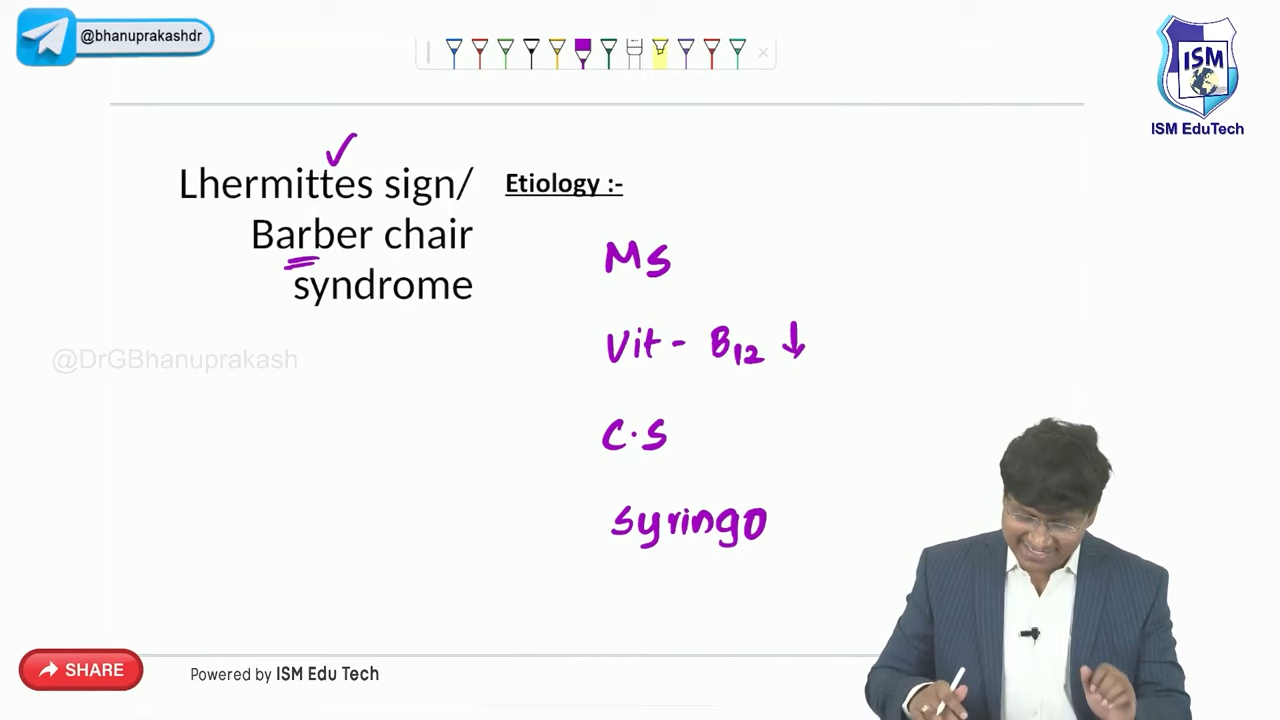 @bhanuprakashdr
ISM
ISM EduTech
Lhermittes sign/
Barber chair
syndrome
Etiology :-
MS
Vit - B12 ↓
C.S
Syringo
@DrGBhanuprakash
SHARE
Powered by ISM Edu Tech